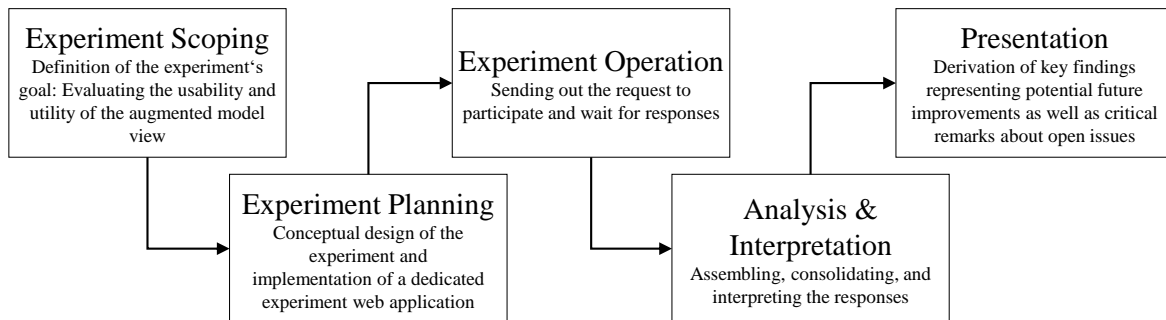 Experiment Scoping
Definition of the experiment‘s
goal: Evaluating the usability and
utility of the augmented model
view
Experiment Planning
Conceptual design of the
experiment and
implementation of a dedicated
experiment web application
Experiment Operation
Sending out the request to
participate and wait for responses
Analysis &
Interpretation
Assembling, consolidating, and
interpreting the responses
Presentation
Derivation of key findings
representing potential future
improvements as well as critical
remarks about open issues